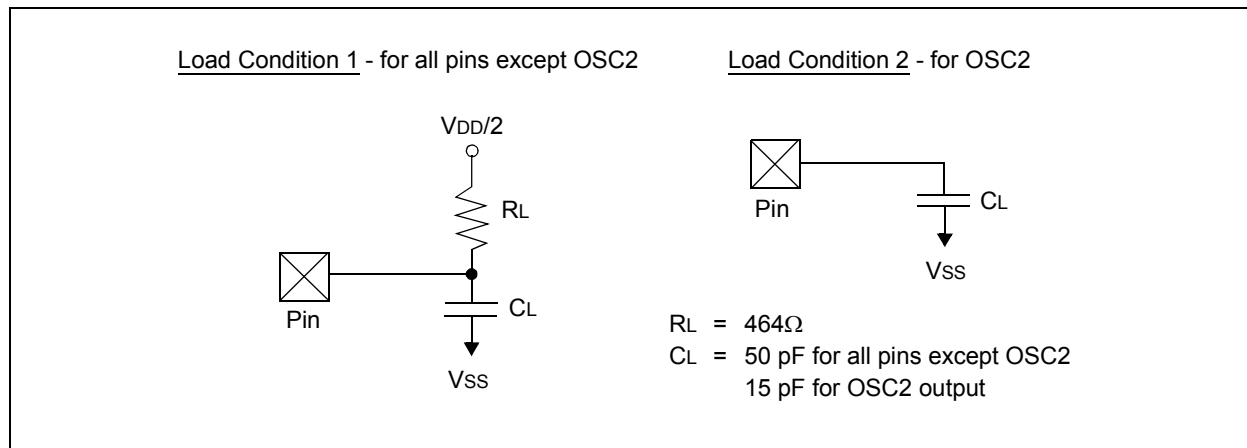 Load Condition 1 - for all pins except OSC2
VDD/2
RL
Pin
CL
VSS
Load Condition 2 - for OSC2
Pin
CL
VSS
RL = 464Ω
CL = 50 pF for all pins except OSC2
15 pF for OSC2 output